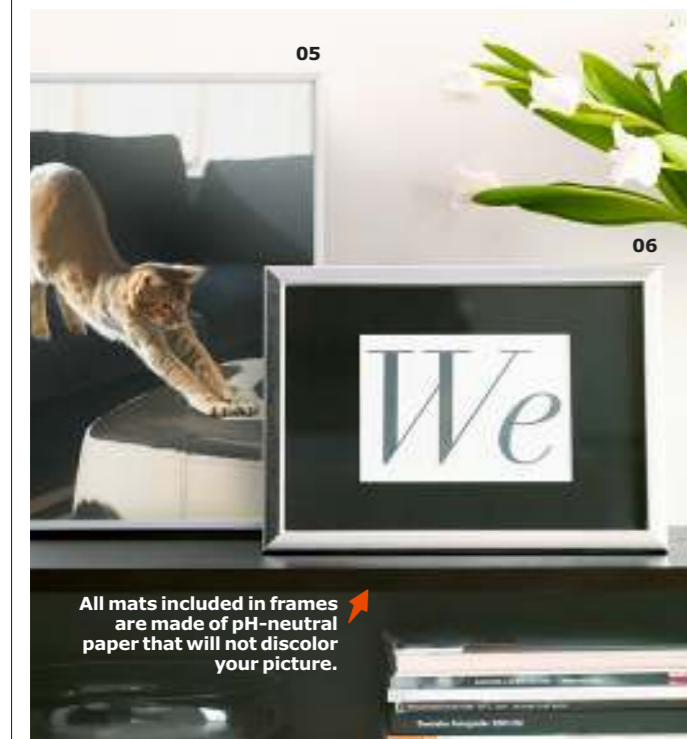 05
06
We
All mats included in frames
are made of pH-neutral
paper that will not discolor
your picture.